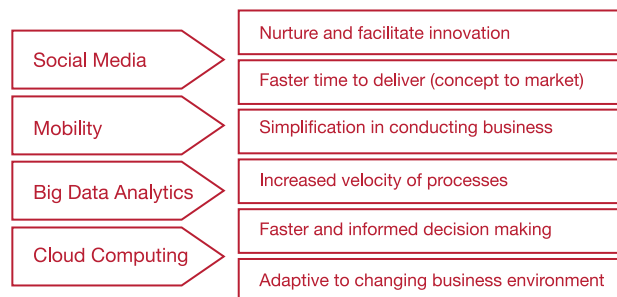 Social Media
Mobility
Big Data Analytics
Cloud Computing
Nurture and facilitate innovation
Faster time to deliver (concept to market)
Simplification in conducting business
Increased velocity of processes
Faster and informed decision making
Adaptive to changing business environment